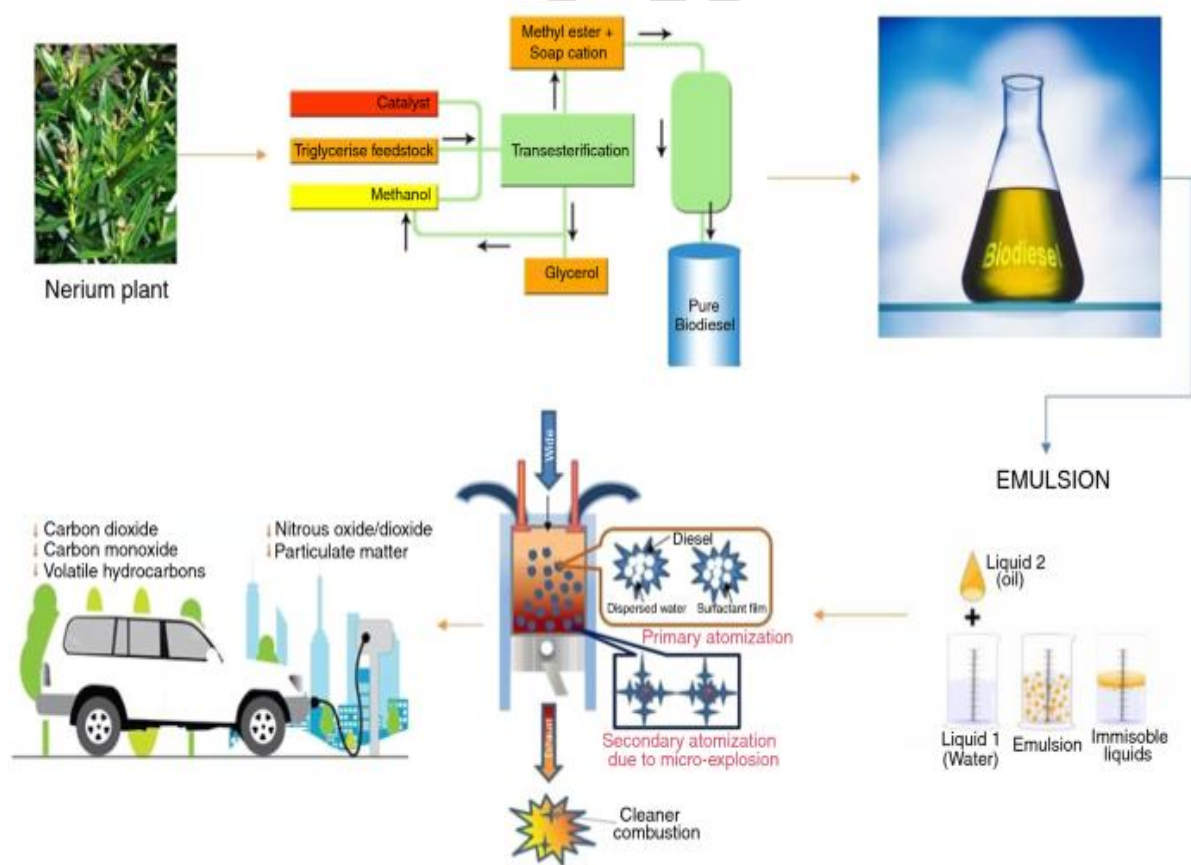 Methyl ester +
Soap cation
Catalyst
Triglycerise feedstock
Transesterification
Methanol
Nerium plant
Glycerol
Pure
Biodiesel
Biodiesel
EMULSION
Wide
Carbon dioxide
Carbon monoxide
Volatile hydrocarbons
Nitrous oxide/dioxide
Particulate matter
Diesel
Dispersed water
Surfactant film
Primary atomization
Secondary atomization
due to micro-explosion
Liquid 2
(oil)
+
Liquid 1
(Water)
Emulsion
Immisoble
liquids
Cleaner
combustion